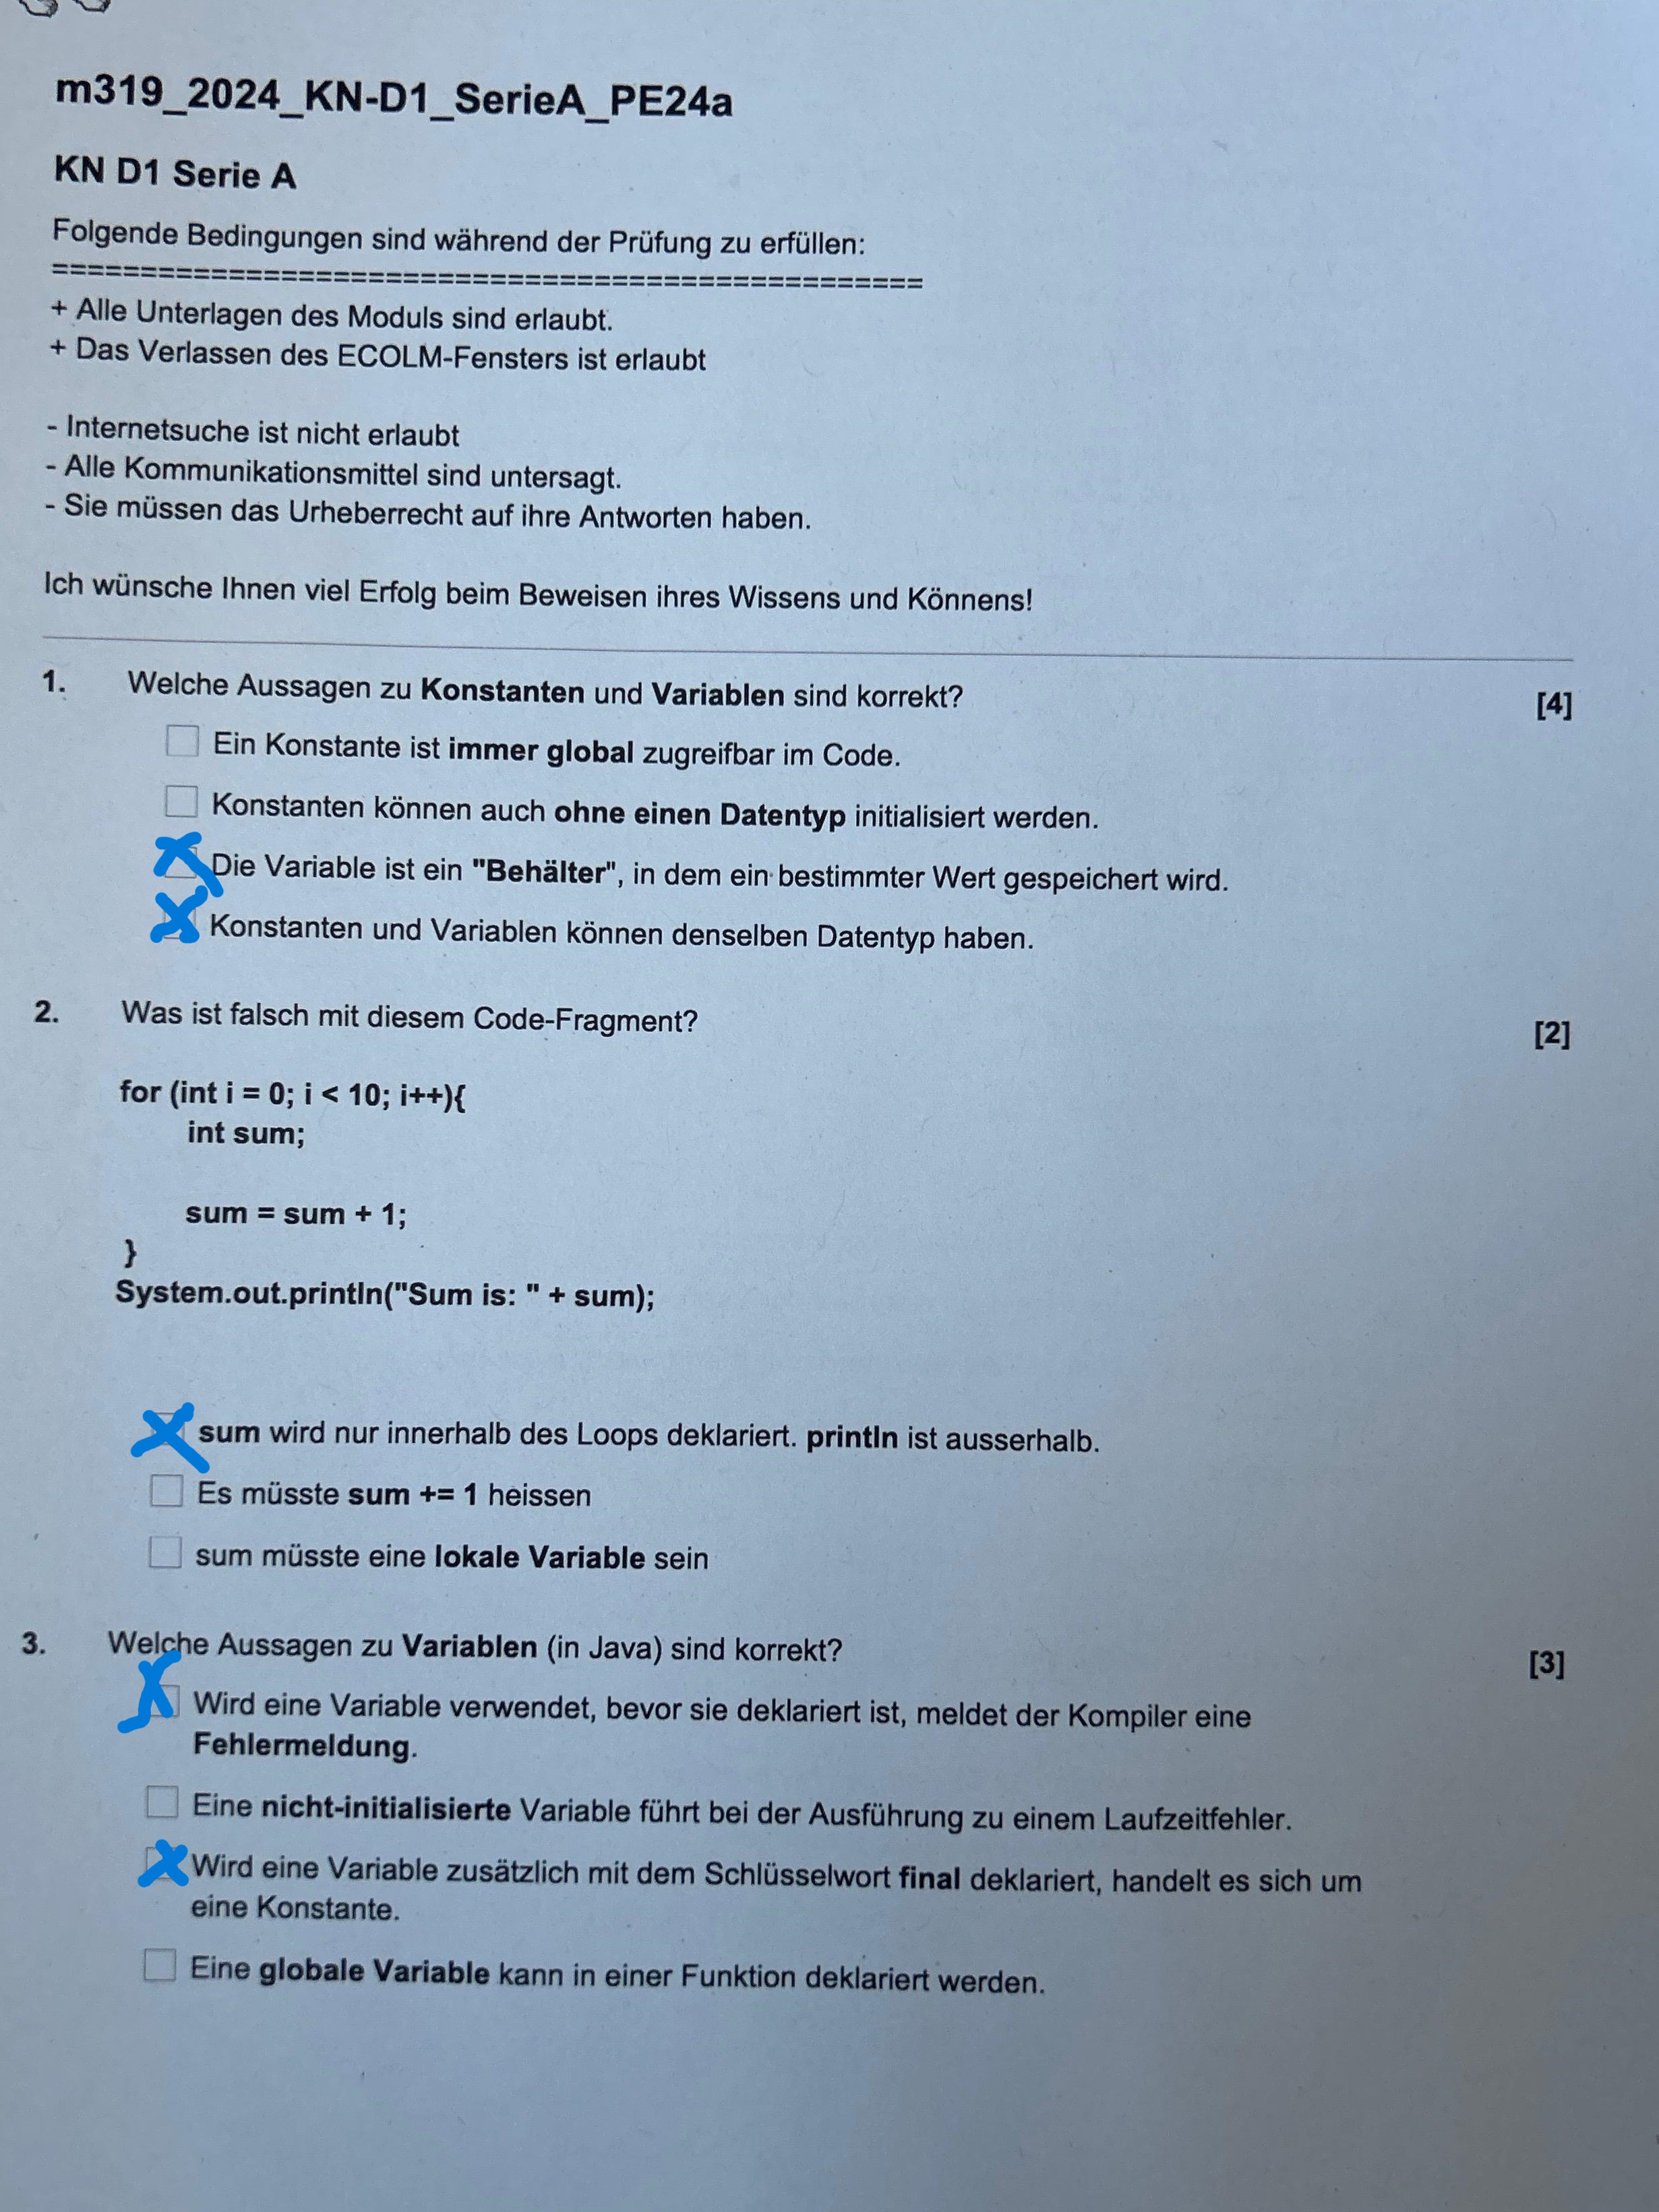 m319_2024_KN-D1_SerieA_PE24a
KN D1 Serie A
Folgende Bedingungen sind während der Prüfung zu erfüllen:
==================================================
+ Alle Unterlagen des Moduls sind erlaubt.
+ Das Verlassen des ECOLM-Fensters ist erlaubt
- Internetsuche ist nicht erlaubt
- Alle Kommunikationsmittel sind untersagt.
- Sie müssen das Urheberrecht auf ihre Antworten haben.
Ich wünsche Ihnen viel Erfolg beim Beweisen ihres Wissens und Könnens!
1. Welche Aussagen zu Konstanten und Variablen sind korrekt? [4]
Ein Konstante ist immer global zugreifbar im Code.
Konstanten können auch ohne einen Datentyp initialisiert werden.
Die Variable ist ein "Behälter", in dem ein bestimmter Wert gespeichert wird.
Konstanten und Variablen können denselben Datentyp haben.
2. Was ist falsch mit diesem Code-Fragment? [2]
for (int i = 0; i < 10; i++){
int sum;
sum = sum + 1;
}
System.out.println("Sum is: " + sum);
sum wird nur innerhalb des Loops deklariert. println ist ausserhalb.
Es müsste sum += 1 heissen
sum müsste eine lokale Variable sein
3. Welche Aussagen zu Variablen (in Java) sind korrekt? [3]
Wird eine Variable verwendet, bevor sie deklariert ist, meldet der Kompiler eine
Fehlermeldung.
Eine nicht-initialisierte Variable führt bei der Ausführung zu einem Laufzeitfehler.
Wird eine Variable zusätzlich mit dem Schlüsselwort final deklariert, handelt es sich um
eine Konstante.
Eine globale Variable kann in einer Funktion deklariert werden.